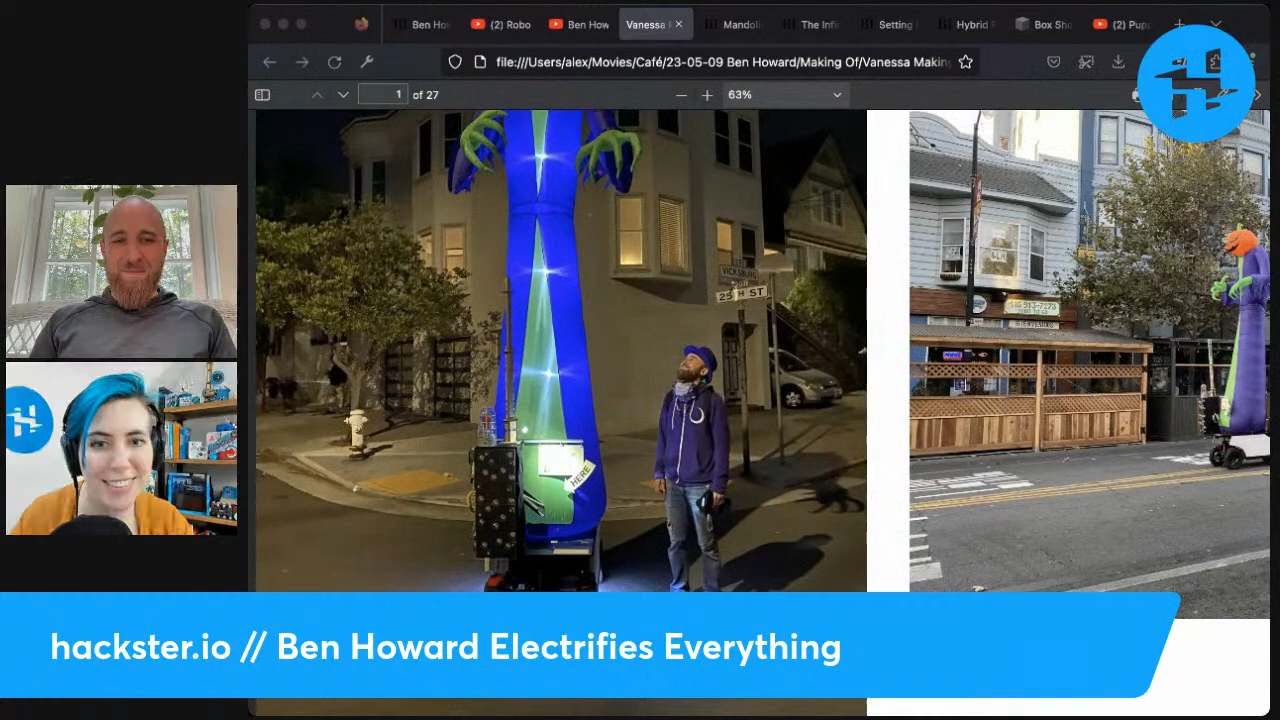 Ben Ho
(2) Robo
Ben How
Vanessa
Mandoli
The Infi
Setting
Hybrid
Box Sho
(2) Pup
file:///Users/alex/Movies/Café/23-05-09 Ben Howard/Making Of/Vanessa Making
1 of 27
63%
VICKSBURG
25TH ST
HERE
hackster.io // Ben Howard Electrifies Everything